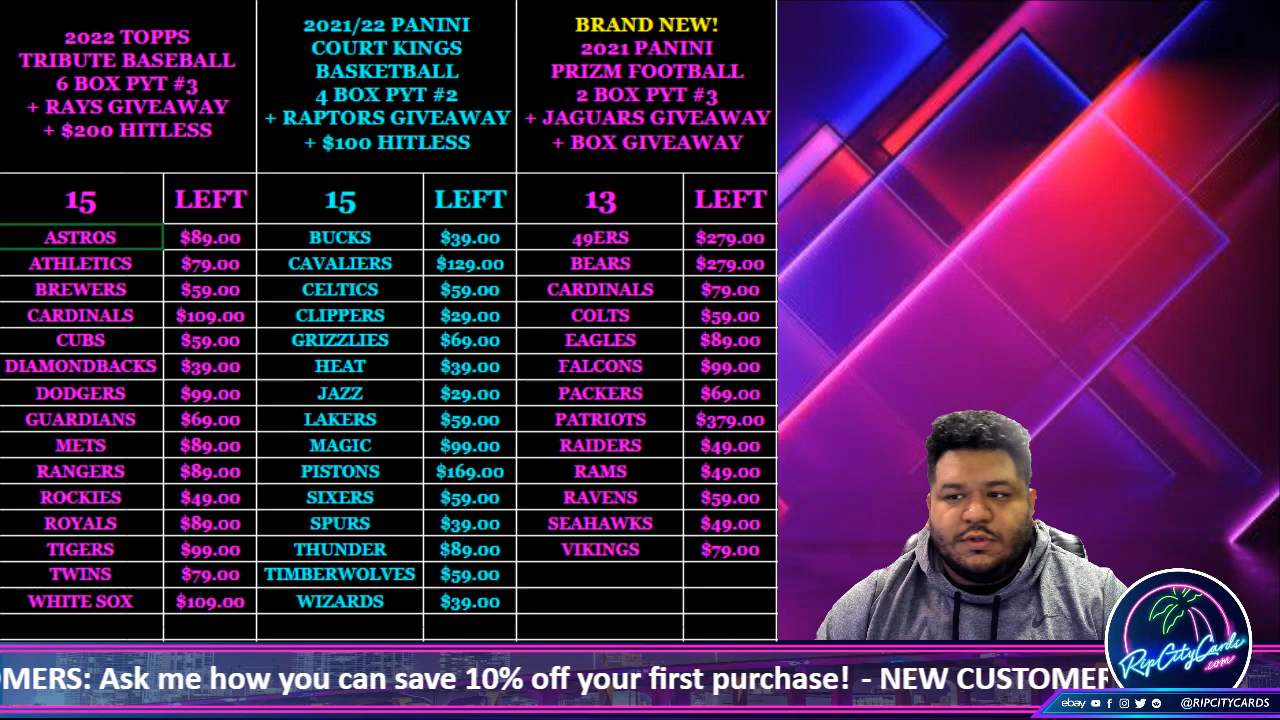 2022 TOPPS
TRIBUTE BASEBALL
6 BOX PYT #3
+ RAYS GIVEAWAY
+ $200 HITLESS
15 LEFT
ASTROS $89.00
ATHLETICS $79.00
BREWERS $59.00
CARDINALS $109.00
CUBS $59.00
DIAMONDBACKS $39.00
DODGERS $99.00
GUARDIANS $69.00
METS $89.00
RANGERS $89.00
ROCKIES $49.00
ROYALS $89.00
TIGERS $99.00
TWINS $79.00
WHITE SOX $109.00
2021/22 PANINI
COURT KINGS
BASKETBALL
4 BOX PYT #2
+ RAPTORS GIVEAWAY
+ $100 HITLESS
15 LEFT
BUCKS $39.00
CAVALIERS $129.00
CELTICS $59.00
CLIPPERS $29.00
GRIZZLIES $69.00
HEAT $39.00
JAZZ $29.00
LAKERS $59.00
MAGIC $99.00
PISTONS $169.00
SIXERS $59.00
SPURS $39.00
THUNDER $89.00
TIMBERWOLVES $59.00
WIZARDS $39.00
BRAND NEW!
2021 PANINI
PRIZM FOOTBALL
2 BOX PYT #3
+ JAGUARS GIVEAWAY
+ BOX GIVEAWAY
13 LEFT
49ERS $279.00
BEARS $279.00
CARDINALS $79.00
COLTS $59.00
EAGLES $89.00
FALCONS $99.00
PACKERS $69.00
PATRIOTS $379.00
RAIDERS $49.00
RAMS $49.00
RAVENS $59.00
SEAHAWKS $49.00
VIKINGS $79.00
OMERS: Ask me how you can save 10% off your first purchase! - NEW CUSTOMER
RipCityCards
.com
ebay @RIPCITYCARDS